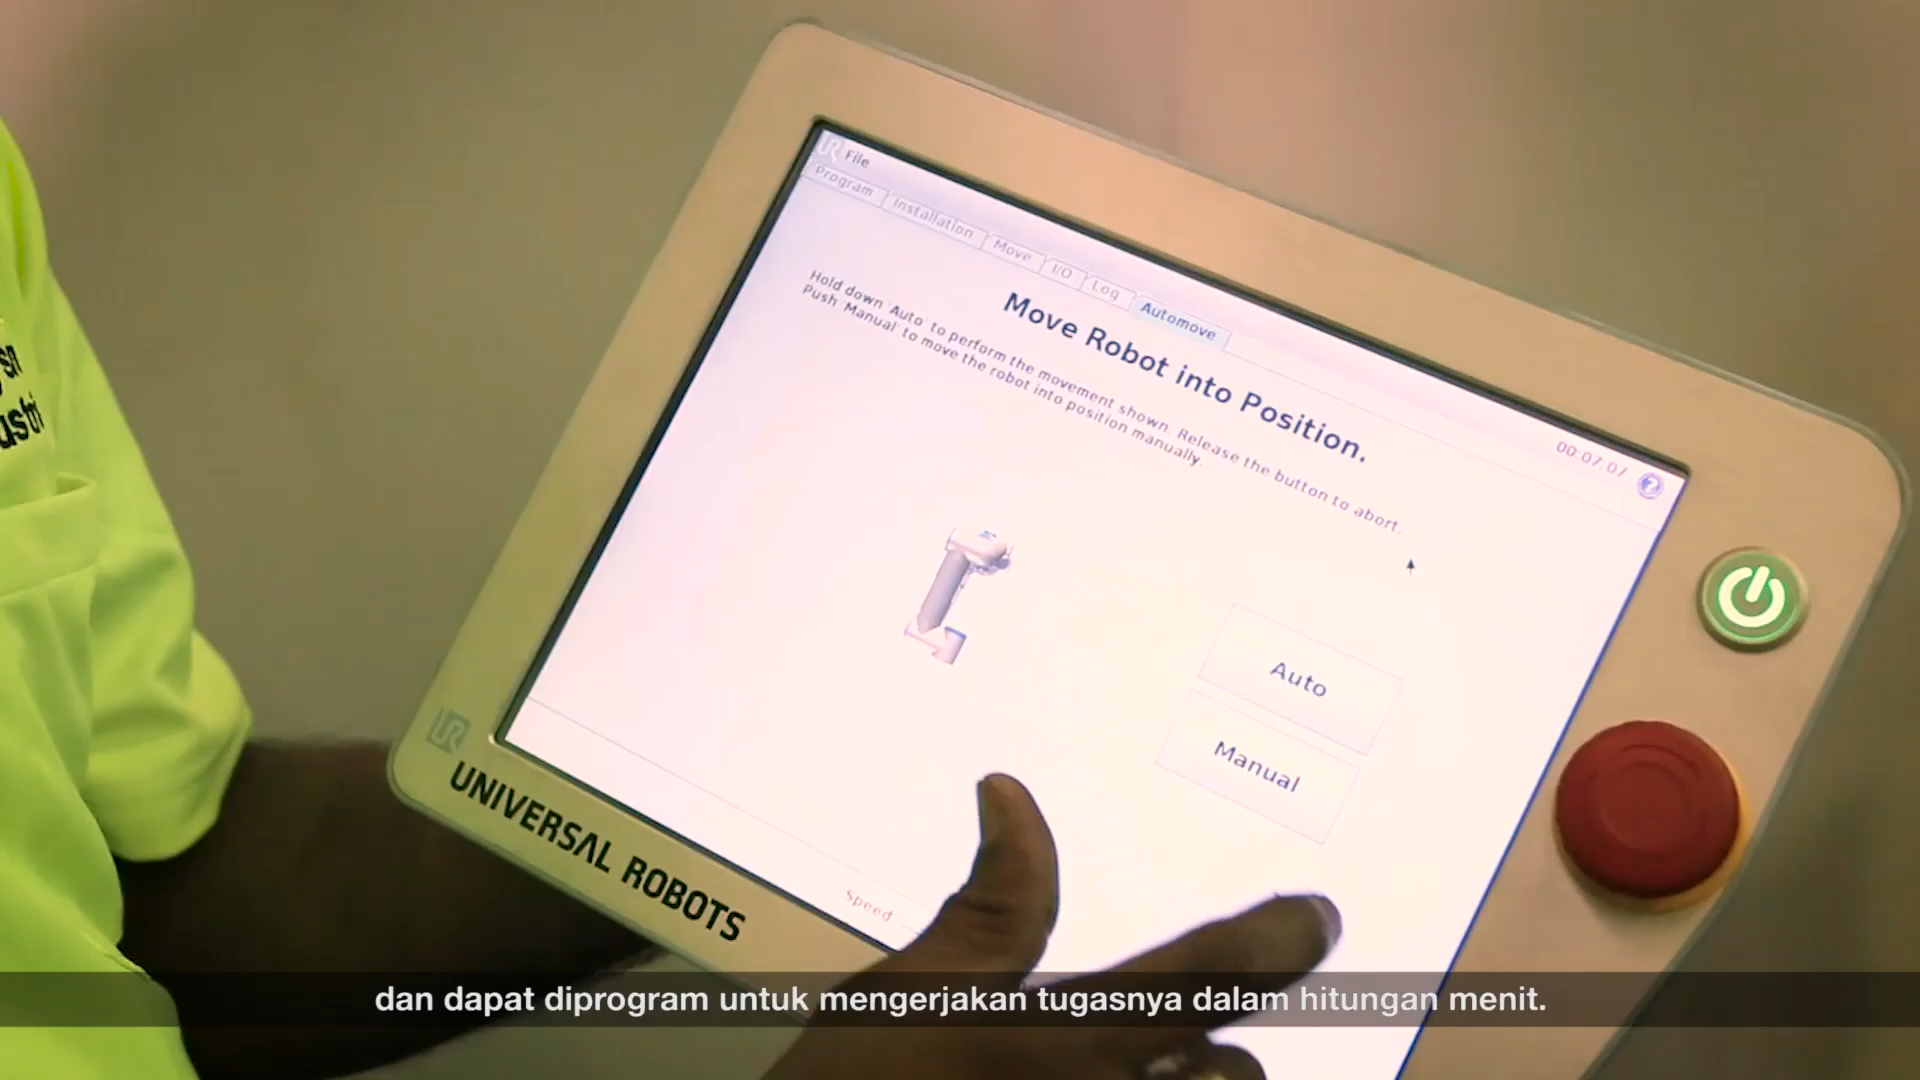 UR File
Program Installation Move I/O Log Automove
00:07:07 ?
Move Robot into Position.
Hold down 'Auto' to perform the movement shown. Release the button to abort.
Push 'Manual' to move the robot into position manually.
Auto
Manual
Speed
UR
UNIVERSAL ROBOTS
dan dapat diprogram untuk mengerjakan tugasnya dalam hitungan menit.